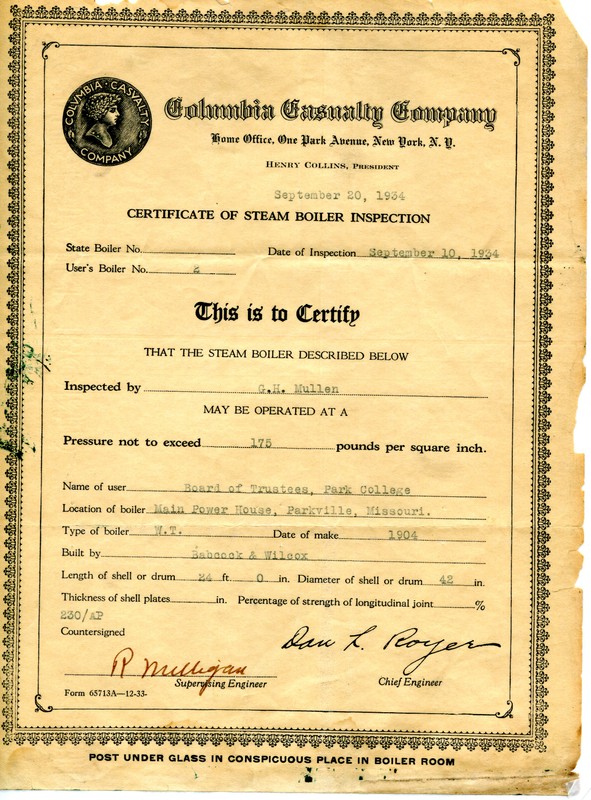 COLVMBIA · CASVALTY
COMPANY
Columbia Casualty Company
Home Office, One Park Avenue, New York, N. Y.
HENRY COLLINS, PRESIDENT
September 20, 1934
CERTIFICATE OF STEAM BOILER INSPECTION
State Boiler No. Date of Inspection September 10, 1934
User's Boiler No. 2
This is to Certify
THAT THE STEAM BOILER DESCRIBED BELOW
Inspected by G.H. Mullen
MAY BE OPERATED AT A
Pressure not to exceed 175 pounds per square inch.
Name of user Board of Trustees, Park College
Location of boiler Main Power House, Parkville, Missouri.
Type of boiler W.T. Date of make 1904
Built by Babcock & Wilcox
Length of shell or drum 24 ft. 0 in. Diameter of shell or drum 42 in.
Thickness of shell plates in. Percentage of strength of longitudinal joint %
230/AP
Countersigned
R Milligan Dan L. Royer
Supervising Engineer Chief Engineer
Form 65713A—12-33-
POST UNDER GLASS IN CONSPICUOUS PLACE IN BOILER ROOM